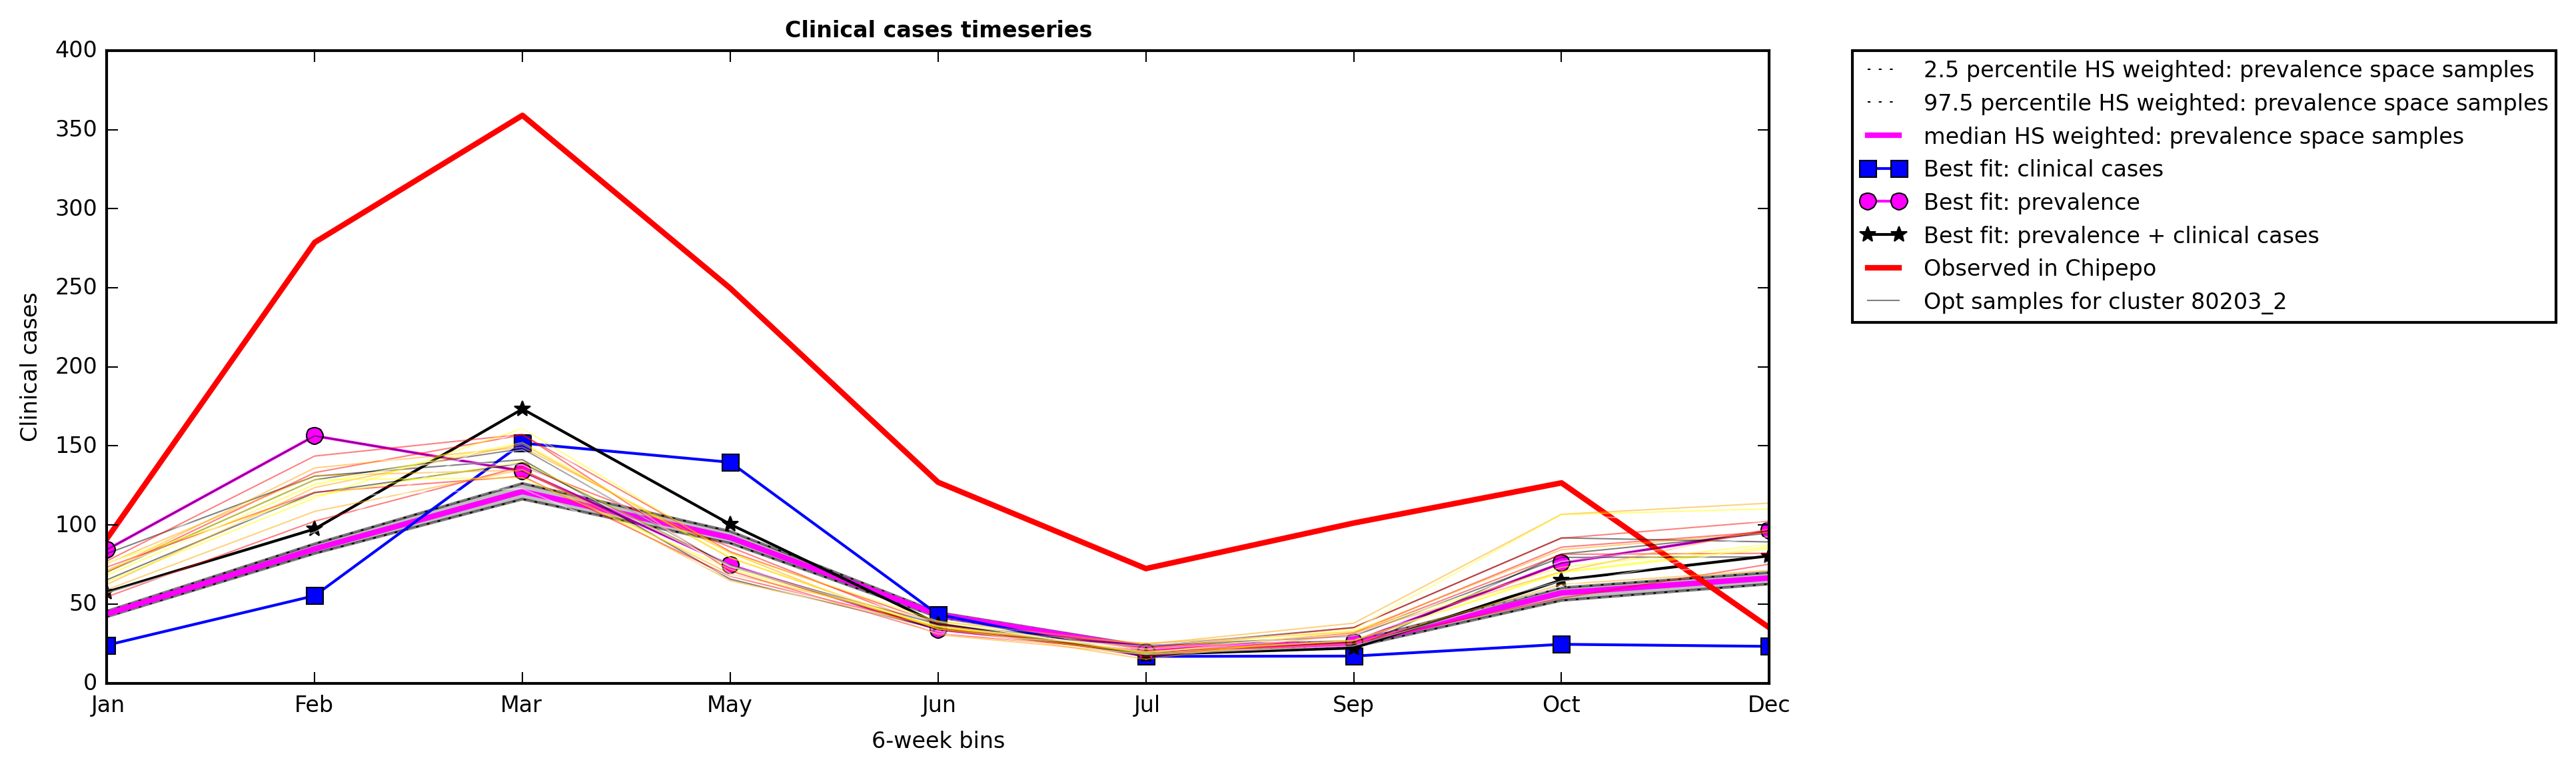 Clinical cases timeseries
400
350
300
250
200
150
100
50
0
Clinical cases
Jan Feb Mar May Jun Jul Sep Oct Dec
6-week bins
2.5 percentile HS weighted: prevalence space samples
97.5 percentile HS weighted: prevalence space samples
median HS weighted: prevalence space samples
Best fit: clinical cases
Best fit: prevalence
Best fit: prevalence + clinical cases
Observed in Chipepo
Opt samples for cluster 80203_2